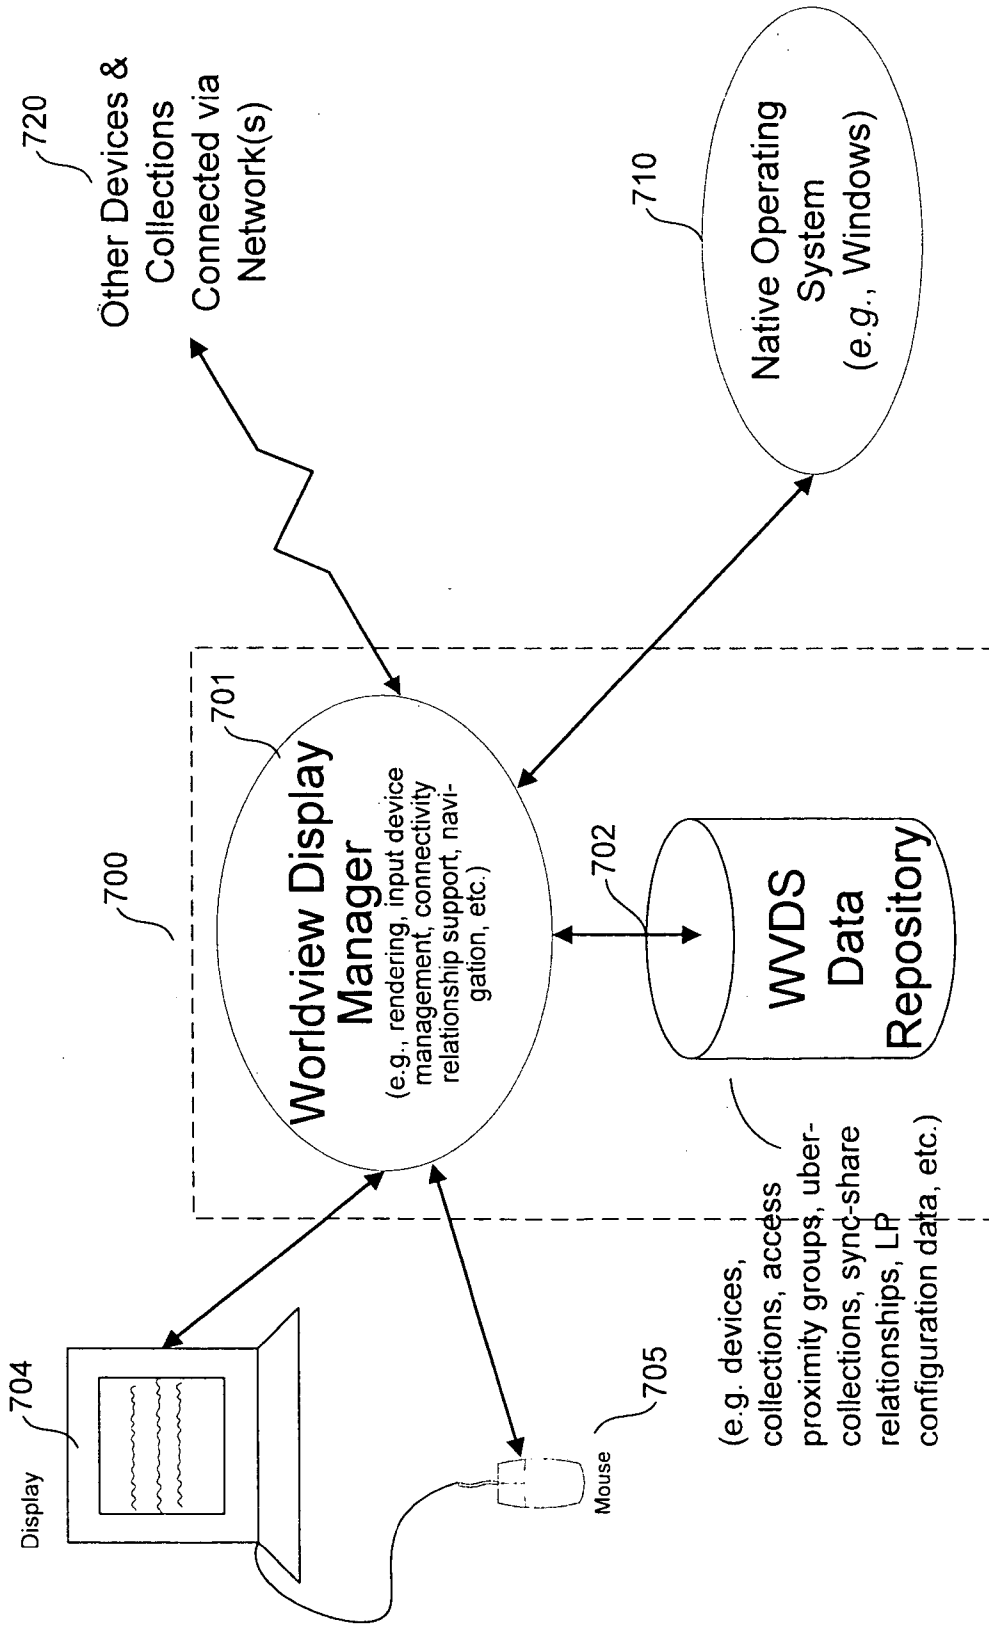 Display
704
Mouse
705
(e.g. devices,
collections, access
proximity groups, uber-
collections, sync-share
relationships, LP
configuration data, etc.)
700
701
Worldview Display
Manager
(e.g., rendering, input device
management, connectivity
relationship support, navi-
gation, etc.)
702
WVDS
Data
Repository
720
Other Devices &
Collections
Connected via
Network(s)
710
Native Operating
System
(e.g., Windows)